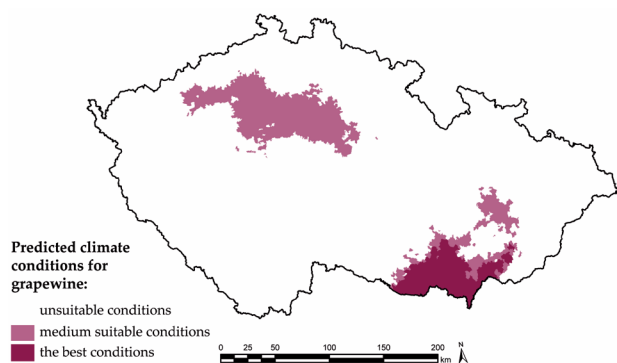 Predicted climate
conditions for
grapewine:
unsuitable conditions
medium suitable conditions
the best conditions
0 25 50 100 150 200
km
N